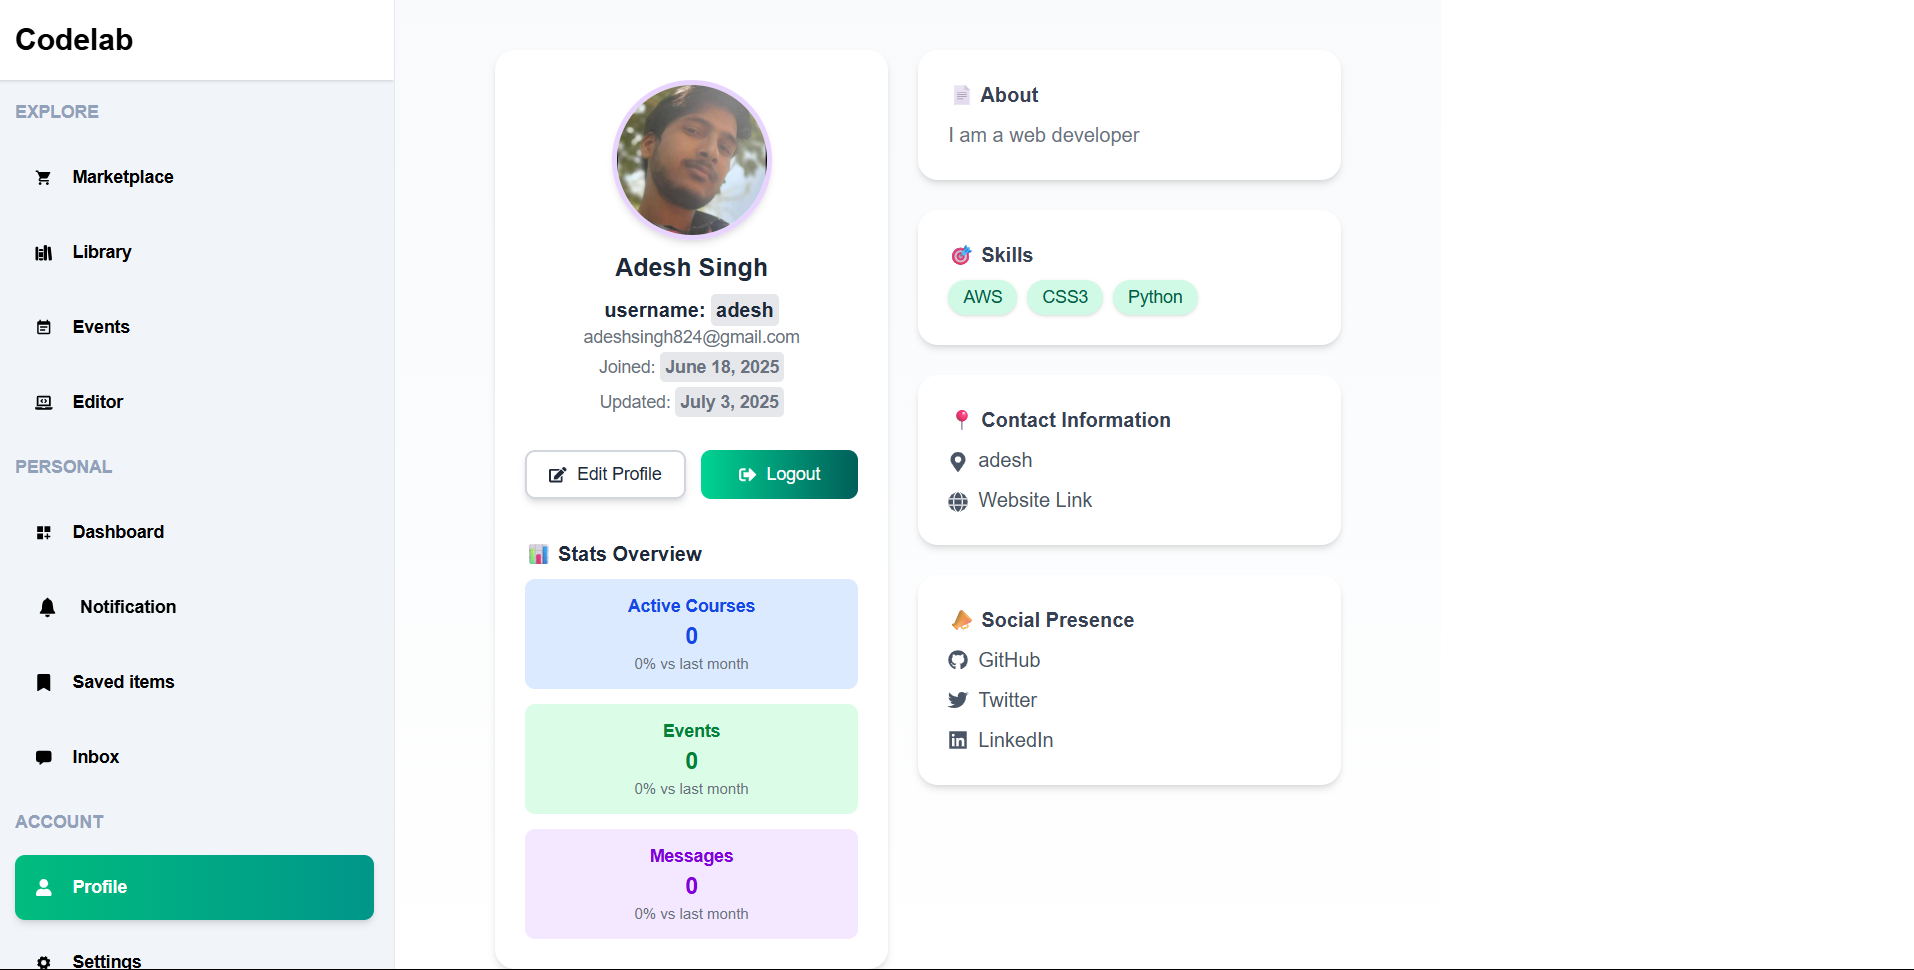 Codelab
EXPLORE
Marketplace
Library
Events
Editor
PERSONAL
Dashboard
Notification
Saved items
Inbox
ACCOUNT
Profile
Settings
Adesh Singh
username: adesh
adeshsingh824@gmail.com
Joined: June 18, 2025
Updated: July 3, 2025
Edit Profile
Logout
Stats Overview
Active Courses
0
0% vs last month
Events
0
0% vs last month
Messages
0
0% vs last month
About
I am a web developer
Skills
AWS CSS3 Python
Contact Information
adesh
Website Link
Social Presence
GitHub
Twitter
LinkedIn